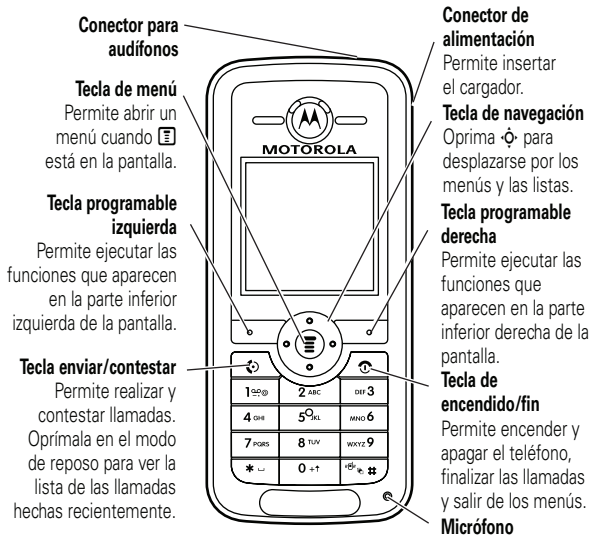 Conector para
audífonos
Tecla de menú
Permite abrir un
menú cuando
está en la pantalla.
Tecla programable
izquierda
Permite ejecutar las
funciones que aparecen
en la parte inferior
izquierda de la pantalla.
Tecla enviar/contestar
Permite realizar y
contestar llamadas.
Oprímala en el modo
de reposo para ver la
lista de las llamadas
hechas recientemente.
MOTOROLA
1 @
2 ABC
DEF 3
4 GHI
5 JKL
MNO 6
7 PQRS
8 TUV
WXYZ 9
*
0 +
#
Conector de
alimentación
Permite insertar
el cargador.
Tecla de navegación
Oprima para
desplazarse por los
menús y las listas.
Tecla programable
derecha
Permite ejecutar las
funciones que
aparecen en la parte
inferior derecha de la
pantalla.
Tecla de
encendido/fin
Permite encender y
apagar el teléfono,
finalizar las llamadas
y salir de los menús.
Micrófono